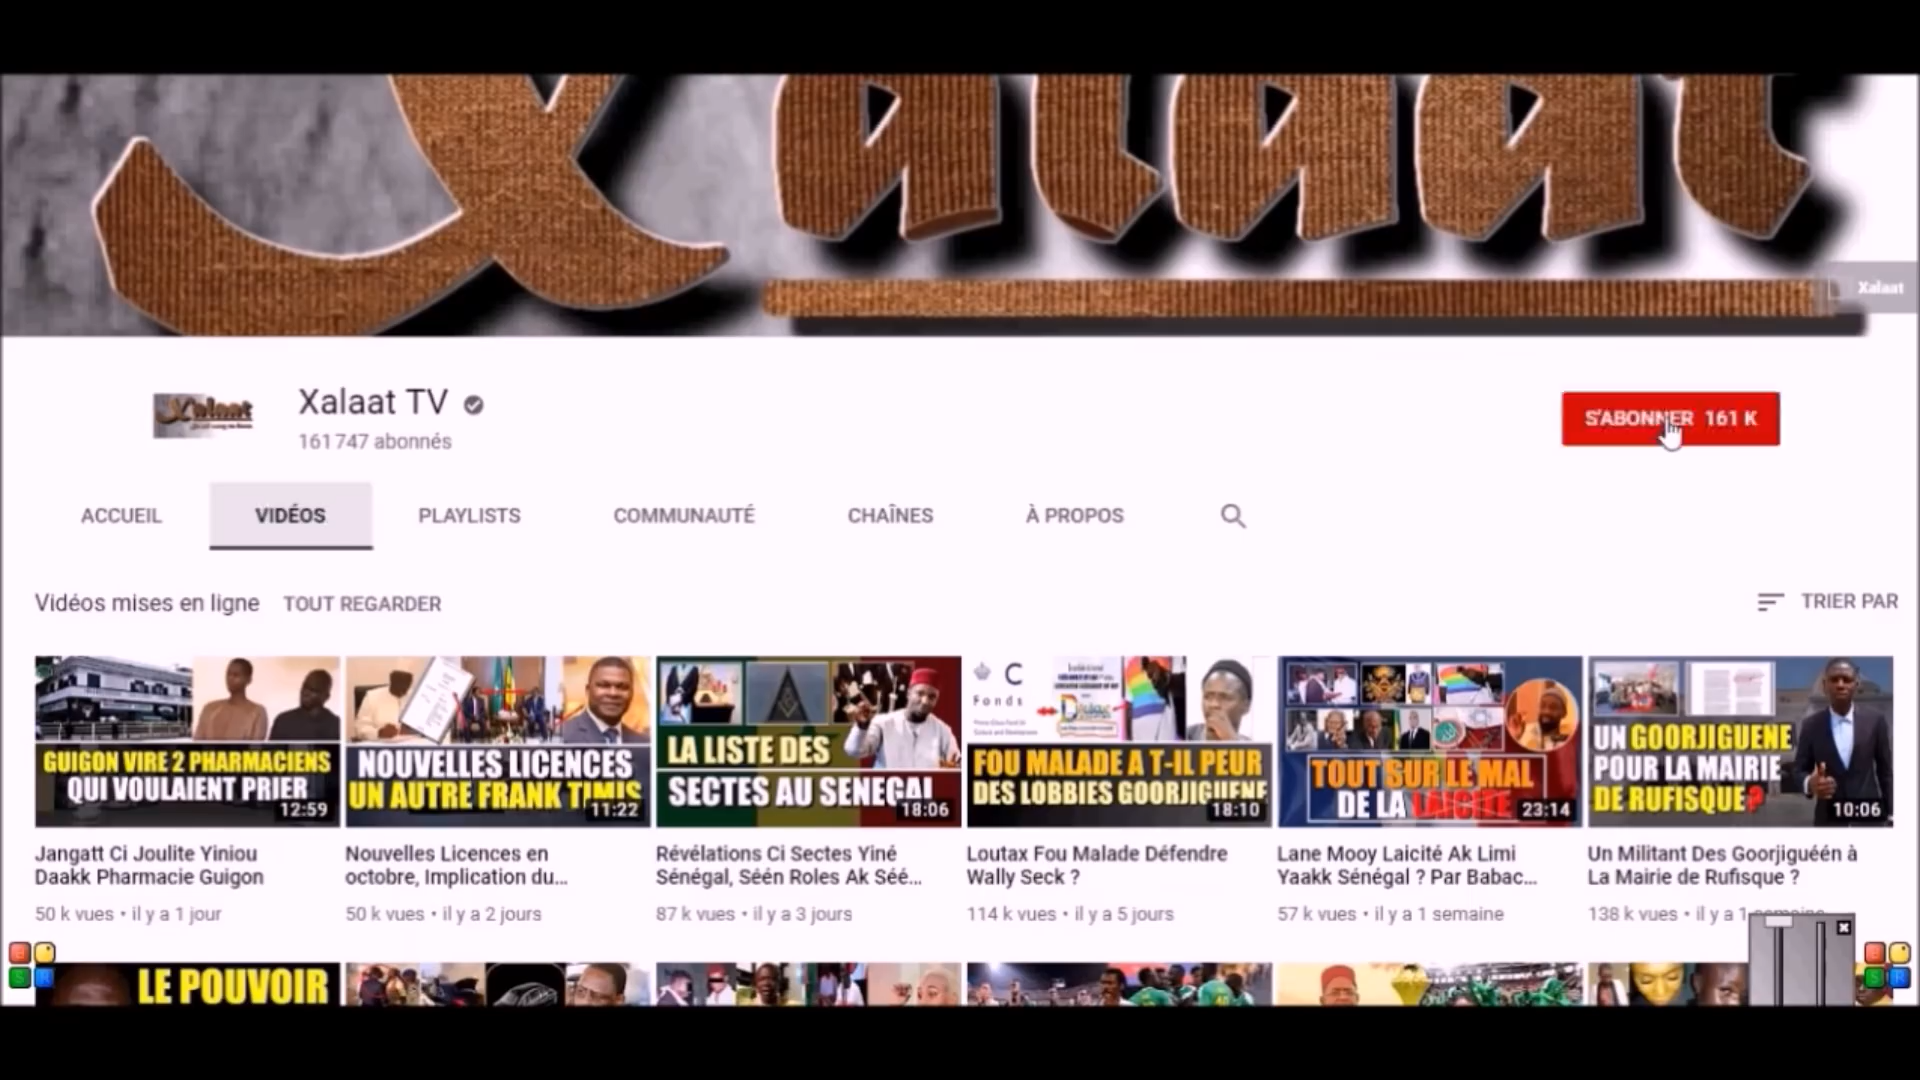 Xalaat
Xalaat
Xalaat TV
161 747 abonnés
S'ABONNER 161 K
ACCUEIL
VIDÉOS
PLAYLISTS
COMMUNAUTÉ
CHAÎNES
À PROPOS
Vidéos mises en ligne
TOUT REGARDER
TRIER PAR
GUIGON VIRE 2 PHARMACIENS
QUI VOULAIENT PRIER
12:59
Jangatt Ci Joulite Yiniou
Daakk Pharmacie Guigon
50 k vues • il y a 1 jour
NOUVELLES LICENCES
UN AUTRE FRANK TIMIS
11:22
Nouvelles Licences en
octobre, Implication du...
50 k vues • il y a 2 jours
LA LISTE DES
SECTES AU SENEGAL
18:06
Révélations Ci Sectes Yiné
Sénégal, Séén Roles Ak Séé...
87 k vues • il y a 3 jours
C
Fonds
FOU MALADE A T-IL PEUR
DES LOBBIES GOORJIGUENE
18:10
Loutax Fou Malade Défendre
Wally Seck ?
114 k vues • il y a 5 jours
TOUT SUR LE MAL
DE LA LAICITE
23:14
Lane Mooy Laicité Ak Limi
Yaakk Sénégal ? Par Babac...
57 k vues • il y a 1 semaine
UN GOORJIGUENE
POUR LA MAIRIE
DE RUFISQUE?
10:06
Un Militant Des Goorjiguéén à
La Mairie de Rufisque ?
138 k vues • il y a 1 semaine
LE POUVOIR